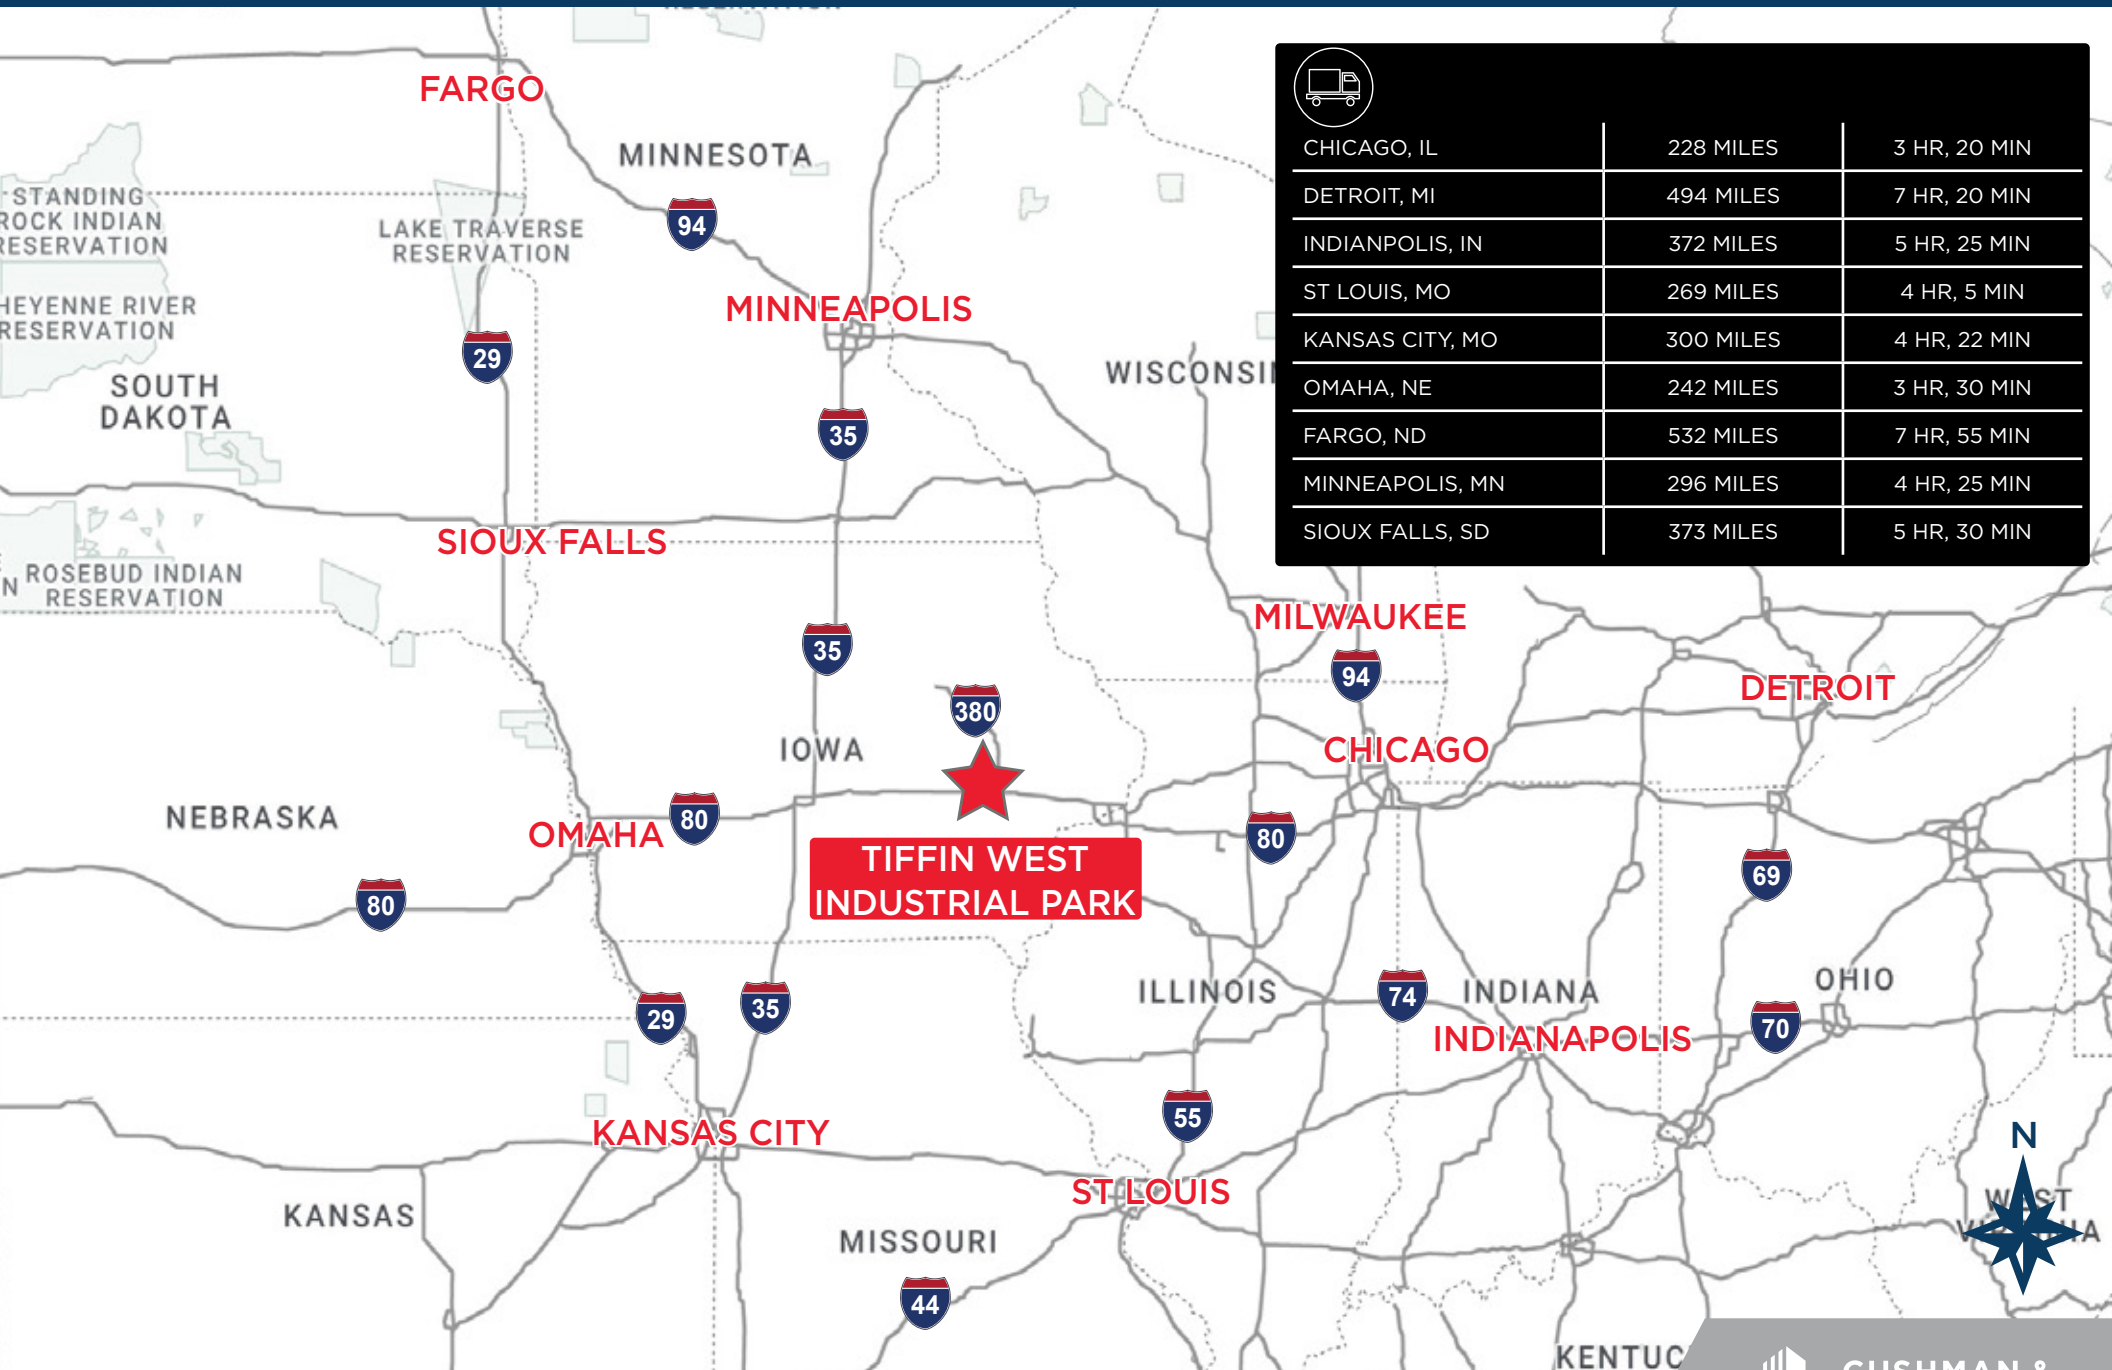 FARGO
MINNESOTA
CHICAGO, IL 228 MILES 3 HR, 20 MIN
DETROIT, MI 494 MILES 7 HR, 20 MIN
INDIANPOLIS, IN 372 MILES 5 HR, 25 MIN
ST LOUIS, MO 269 MILES 4 HR, 5 MIN
KANSAS CITY, MO 300 MILES 4 HR, 22 MIN
OMAHA, NE 242 MILES 3 HR, 30 MIN
FARGO, ND 532 MILES 7 HR, 55 MIN
MINNEAPOLIS, MN 296 MILES 4 HR, 25 MIN
SIOUX FALLS, SD 373 MILES 5 HR, 30 MIN
STANDING
ROCK INDIAN
RESERVATION
94
LAKE TRAVERSE
RESERVATION
HEYENNE RIVER
RESERVATION
MINNEAPOLIS
29
WISCONSIN
SOUTH
DAKOTA
35
SIOUX FALLS
ROSEBUD INDIAN
RESERVATION
MILWAUKEE
35
94
DETROIT
380
IOWA
CHICAGO
NEBRASKA
OMAHA
80
80
TIFFIN WEST
INDUSTRIAL PARK
69
80
ILLINOIS
74
INDIANA
OHIO
29
35
INDIANAPOLIS
70
55
KANSAS CITY
N
ST LOUIS
WEST
KANSAS
MISSOURI
44
KENTUC
CUSHMAN &